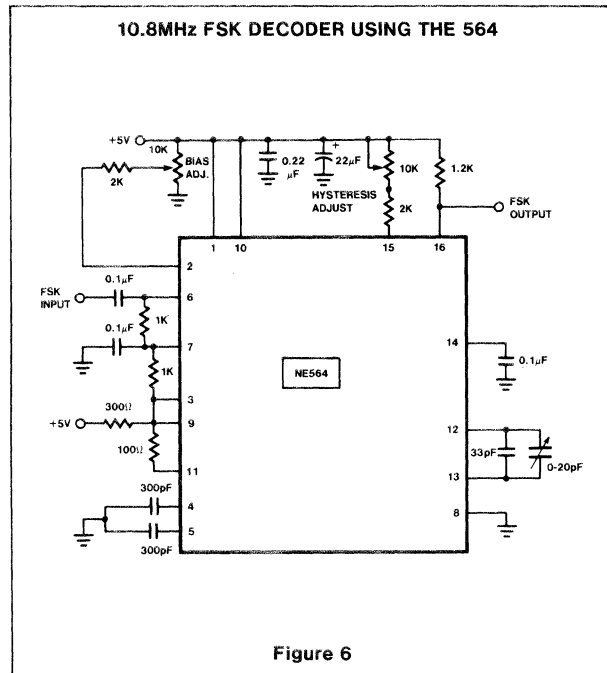 10.8MHz FSK DECODER USING THE 564
+5V
10K
BIAS
ADJ.
2K
0.22
μF
+
22μF
10K
HYSTERESIS
ADJUST
2K
1.2K
FSK
OUTPUT
1
10
15
16
2
FSK
INPUT
0.1μF
6
1K
0.1μF
7
1K
3
300Ω
+5V
9
100Ω
11
300pF
4
5
300pF
NE564
14
0.1μF
12
33pF
0-20pF
13
8
Figure 6